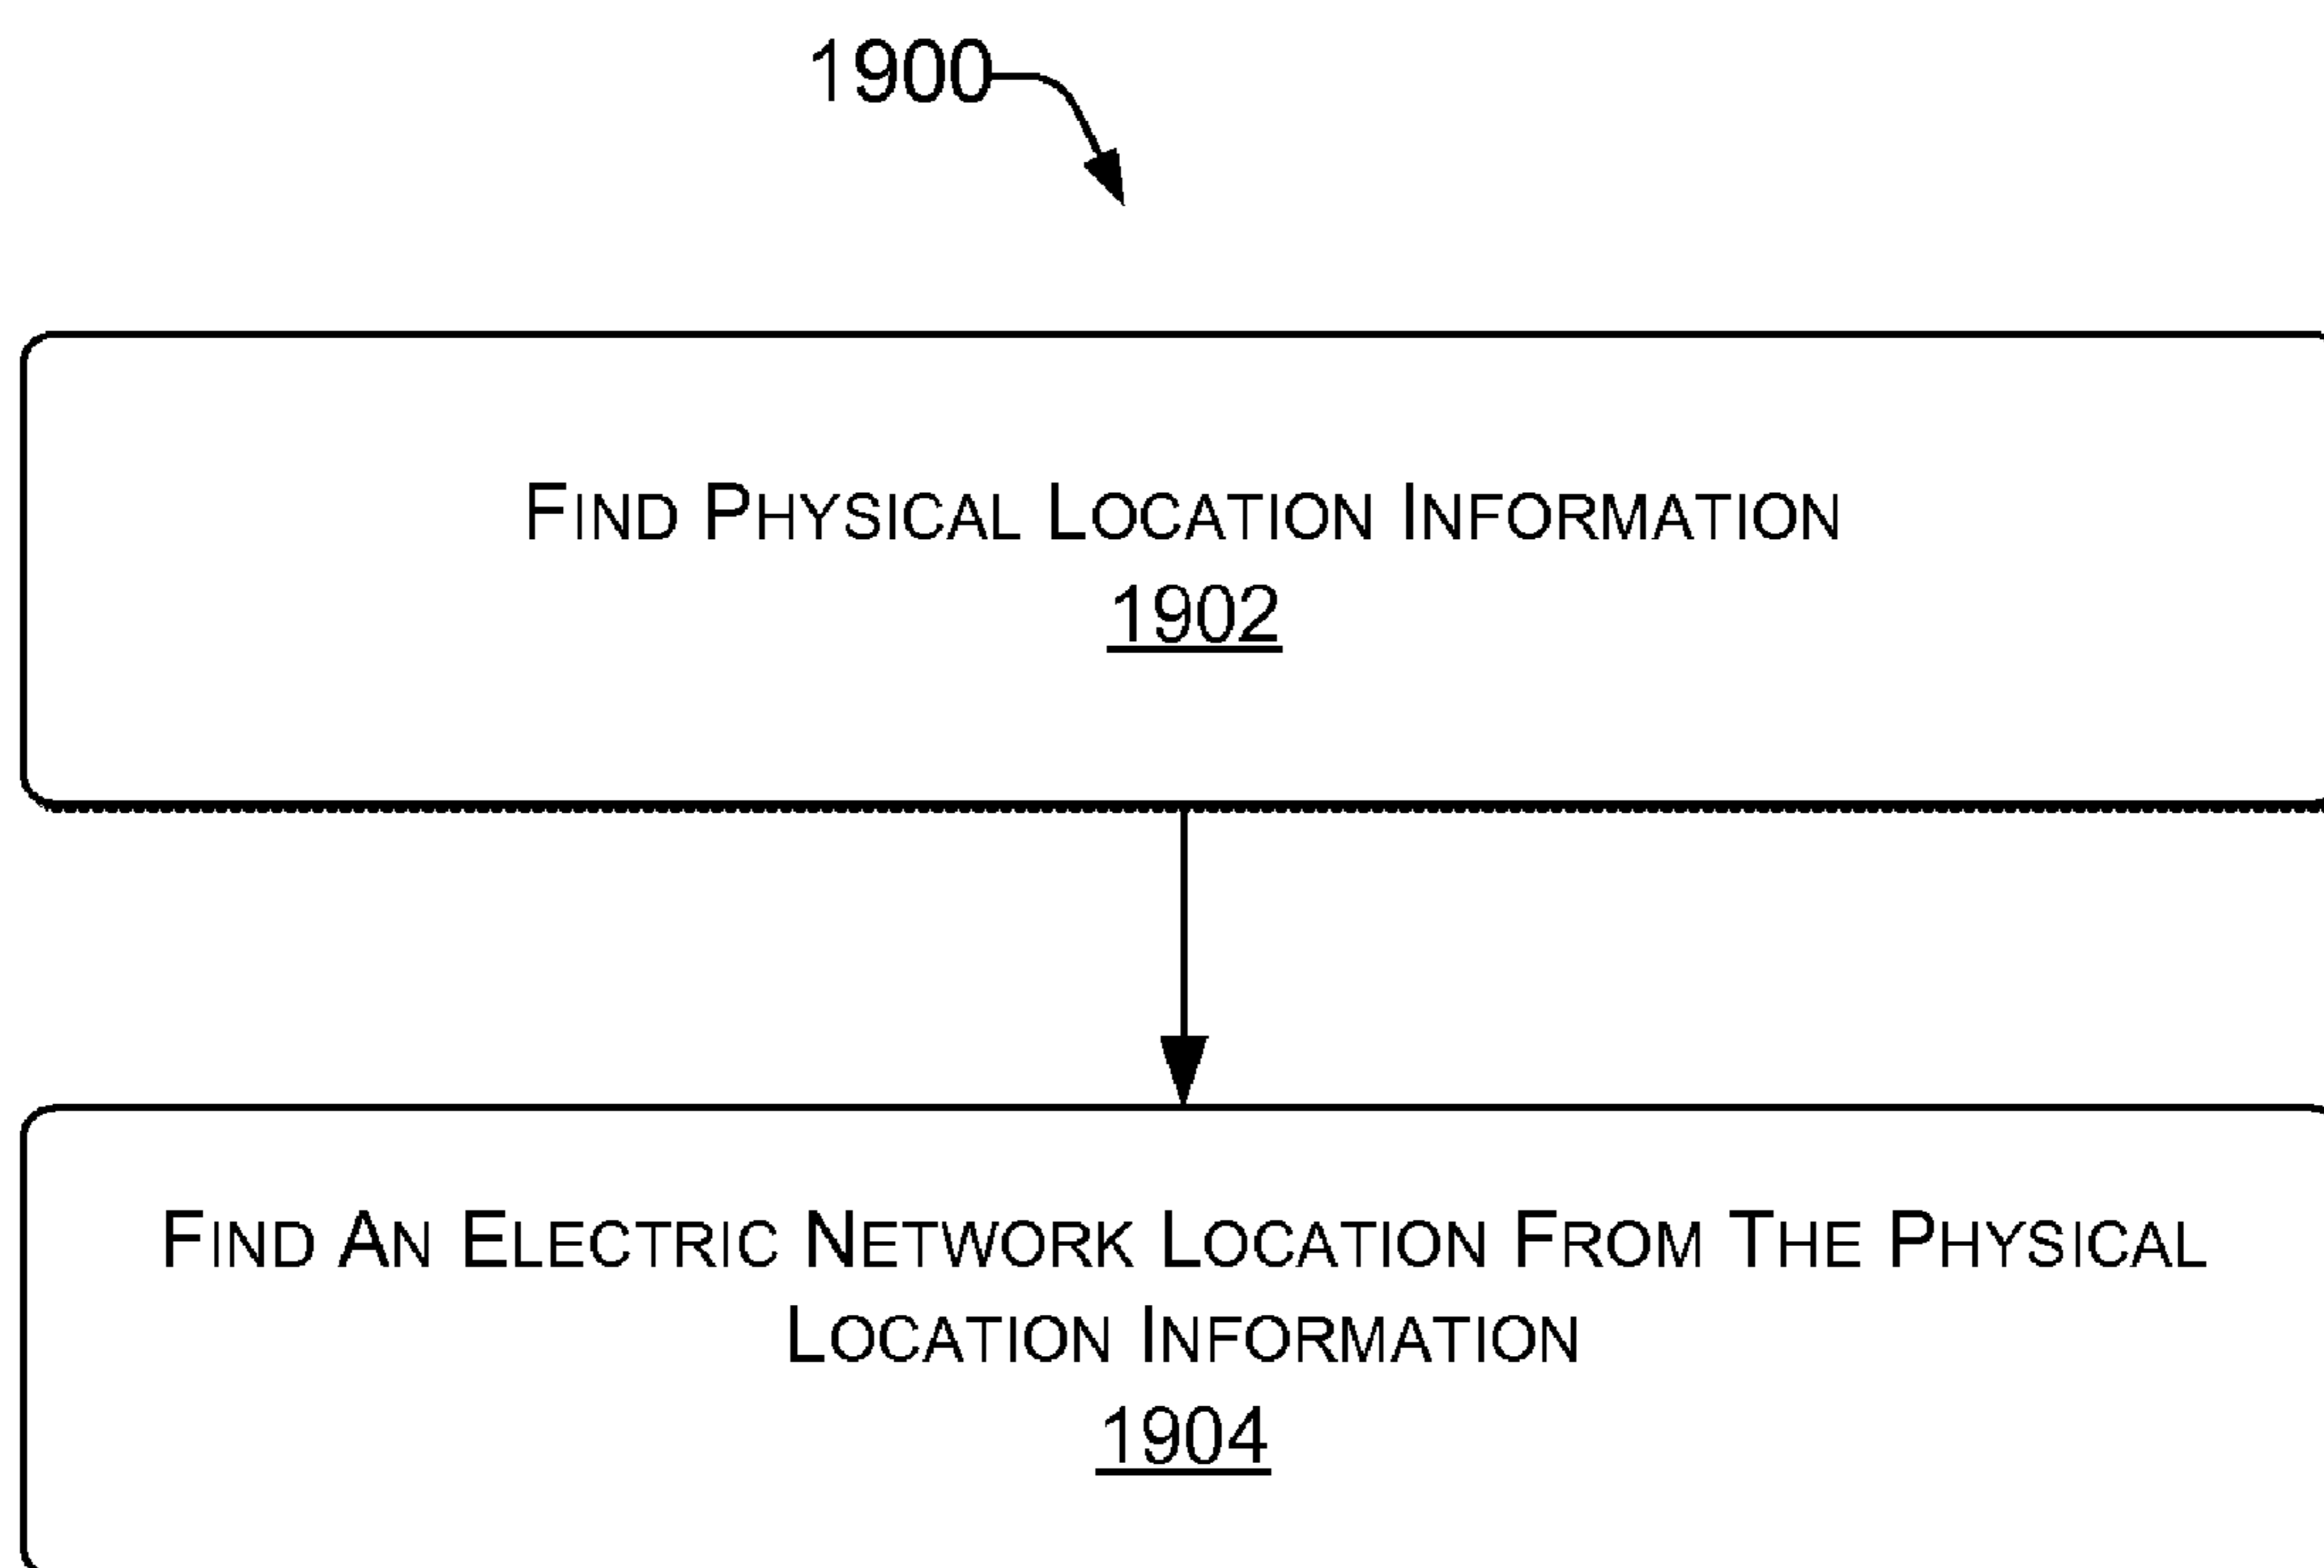 1900
FIND PHYSICAL LOCATION INFORMATION
1902
FIND AN ELECTRIC NETWORK LOCATION FROM THE PHYSICAL
LOCATION INFORMATION
1904